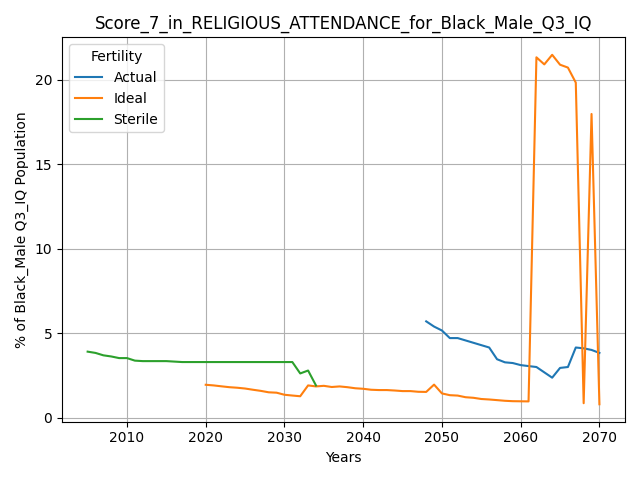 Score_7_in_RELIGIOUS_ATTENDANCE_for_Black_Male_Q3_IQ
Fertility
Actual
Ideal
Sterile
% of Black_Male Q3_IQ Population
20
15
10
5
0
2010 2020 2030 2040 2050 2060 2070
Years